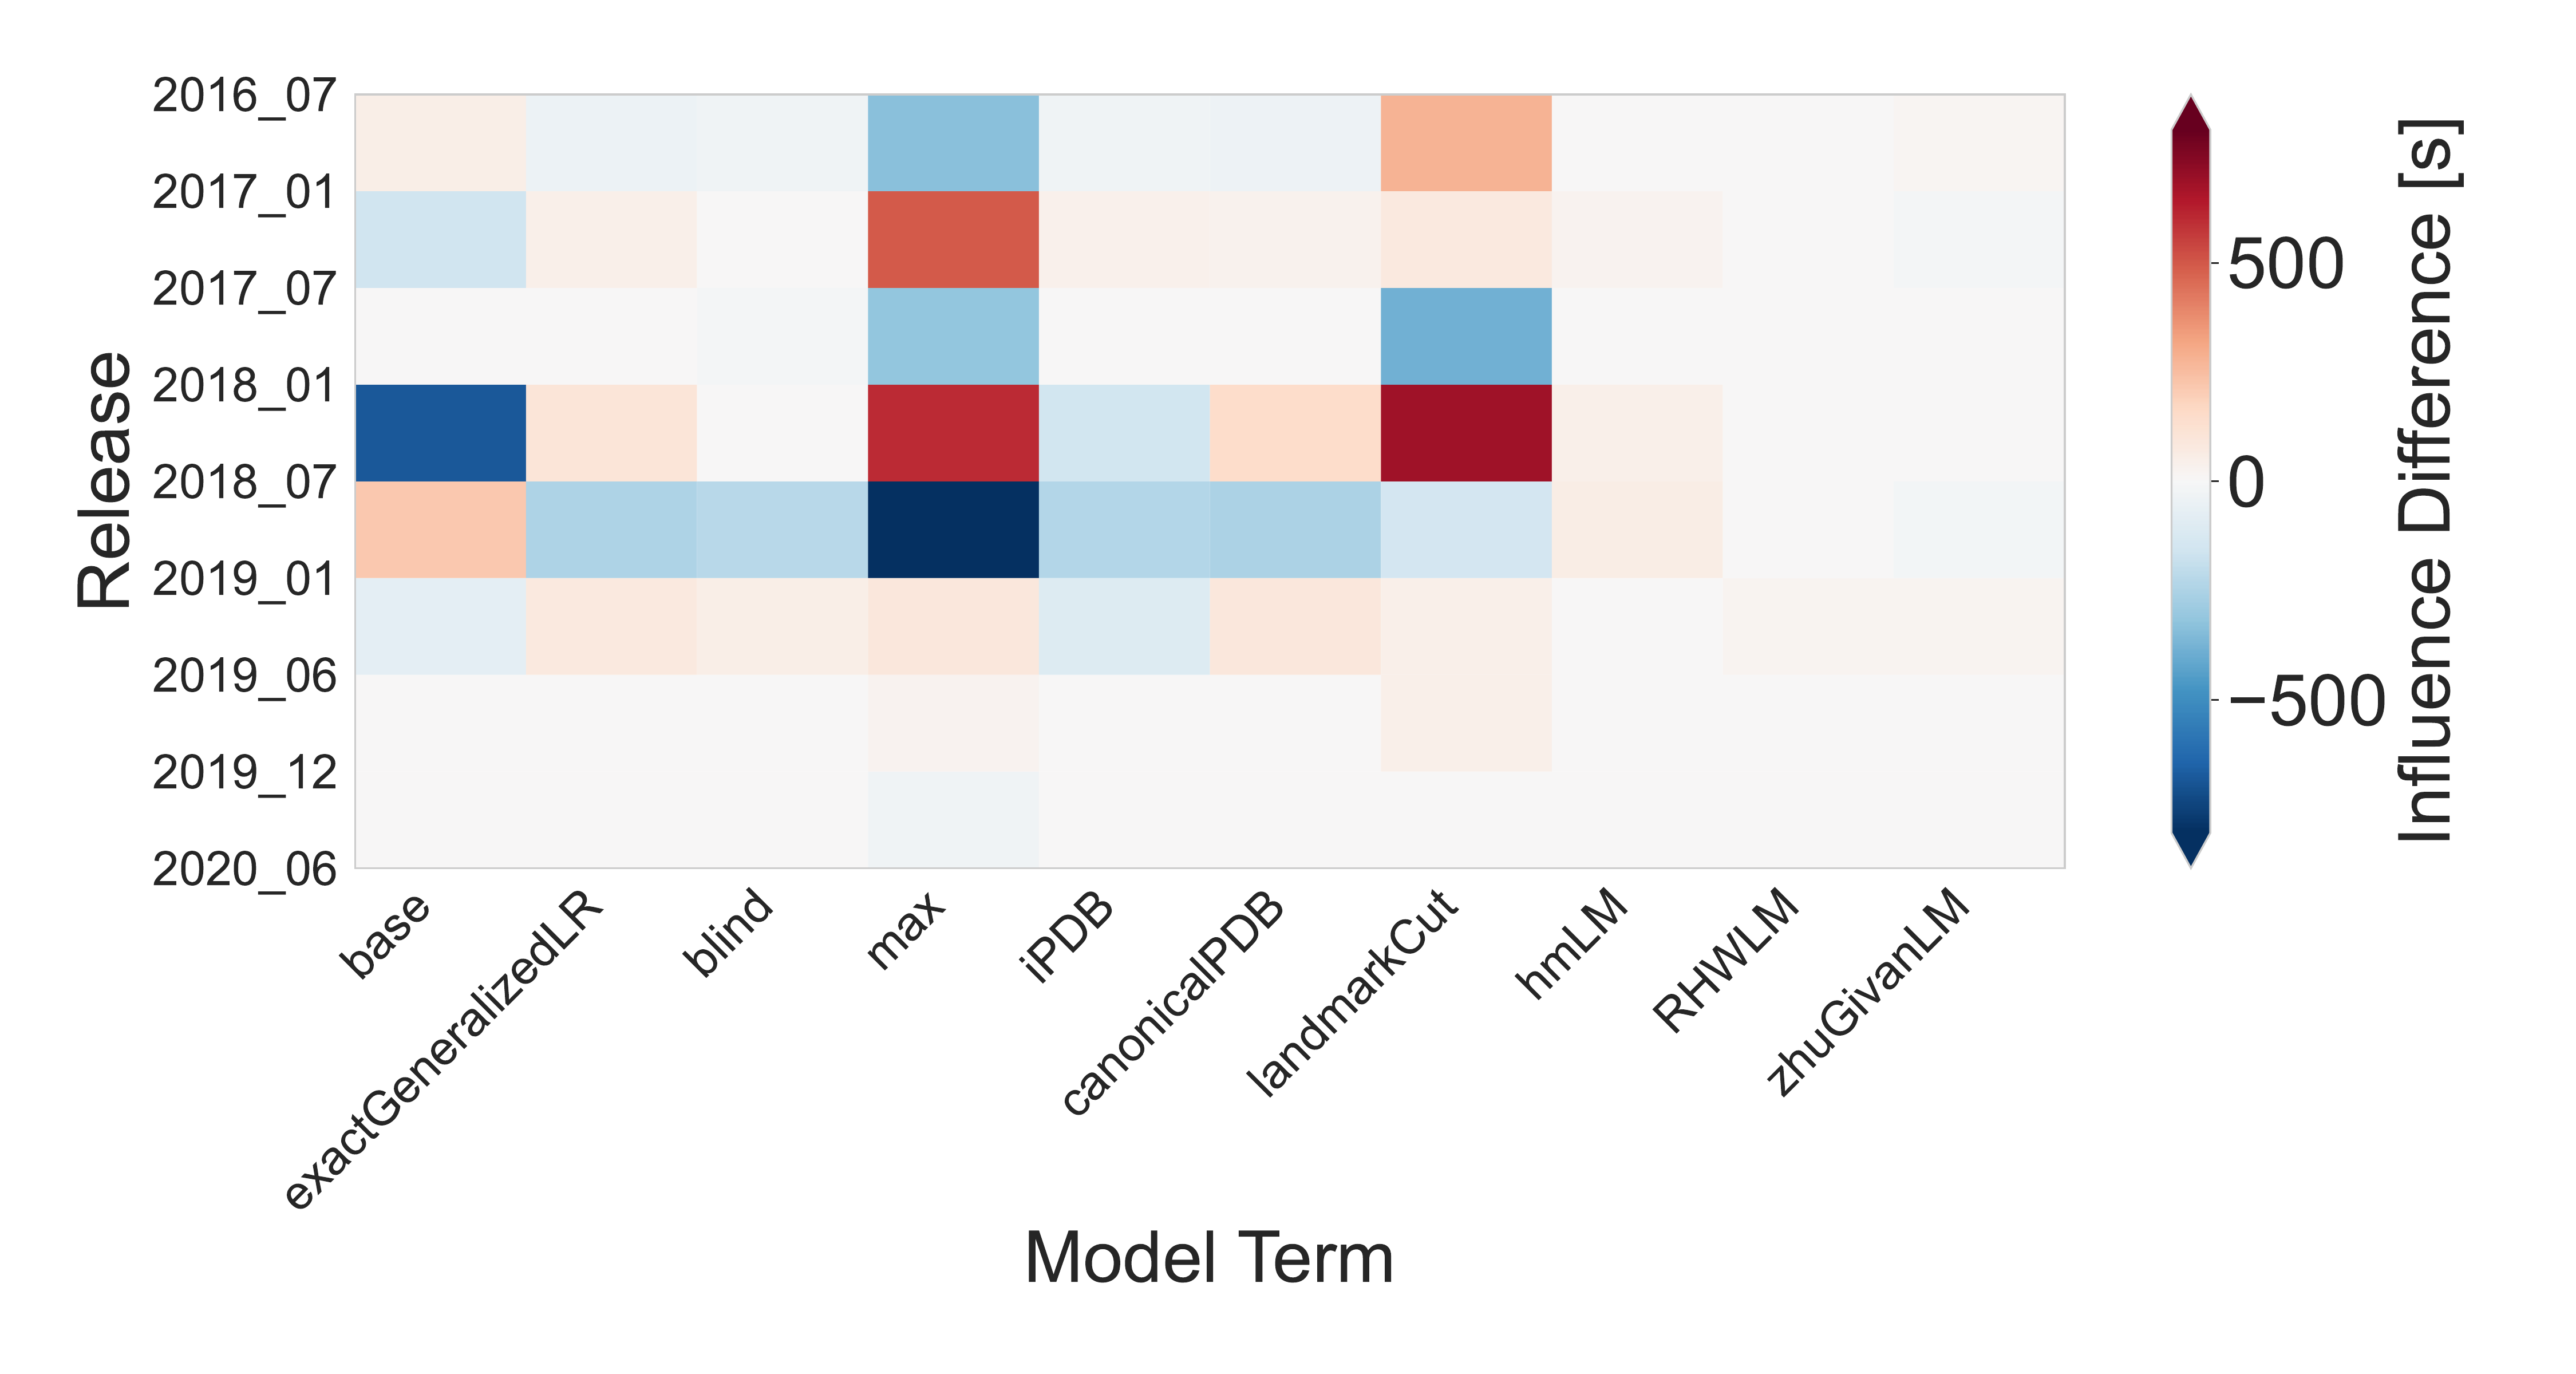 2016_07
2017_01
2017_07
2018_01
2018_07
2019_01
2019_06
2019_12
2020_06
Release
base
exactGeneralizedLR
blind
max
iPDB
canonicalPDB
landmarkCut
hmLM
RHWLM
zhuGivanLM
Model Term
500
0
−500
Influence Difference [s]